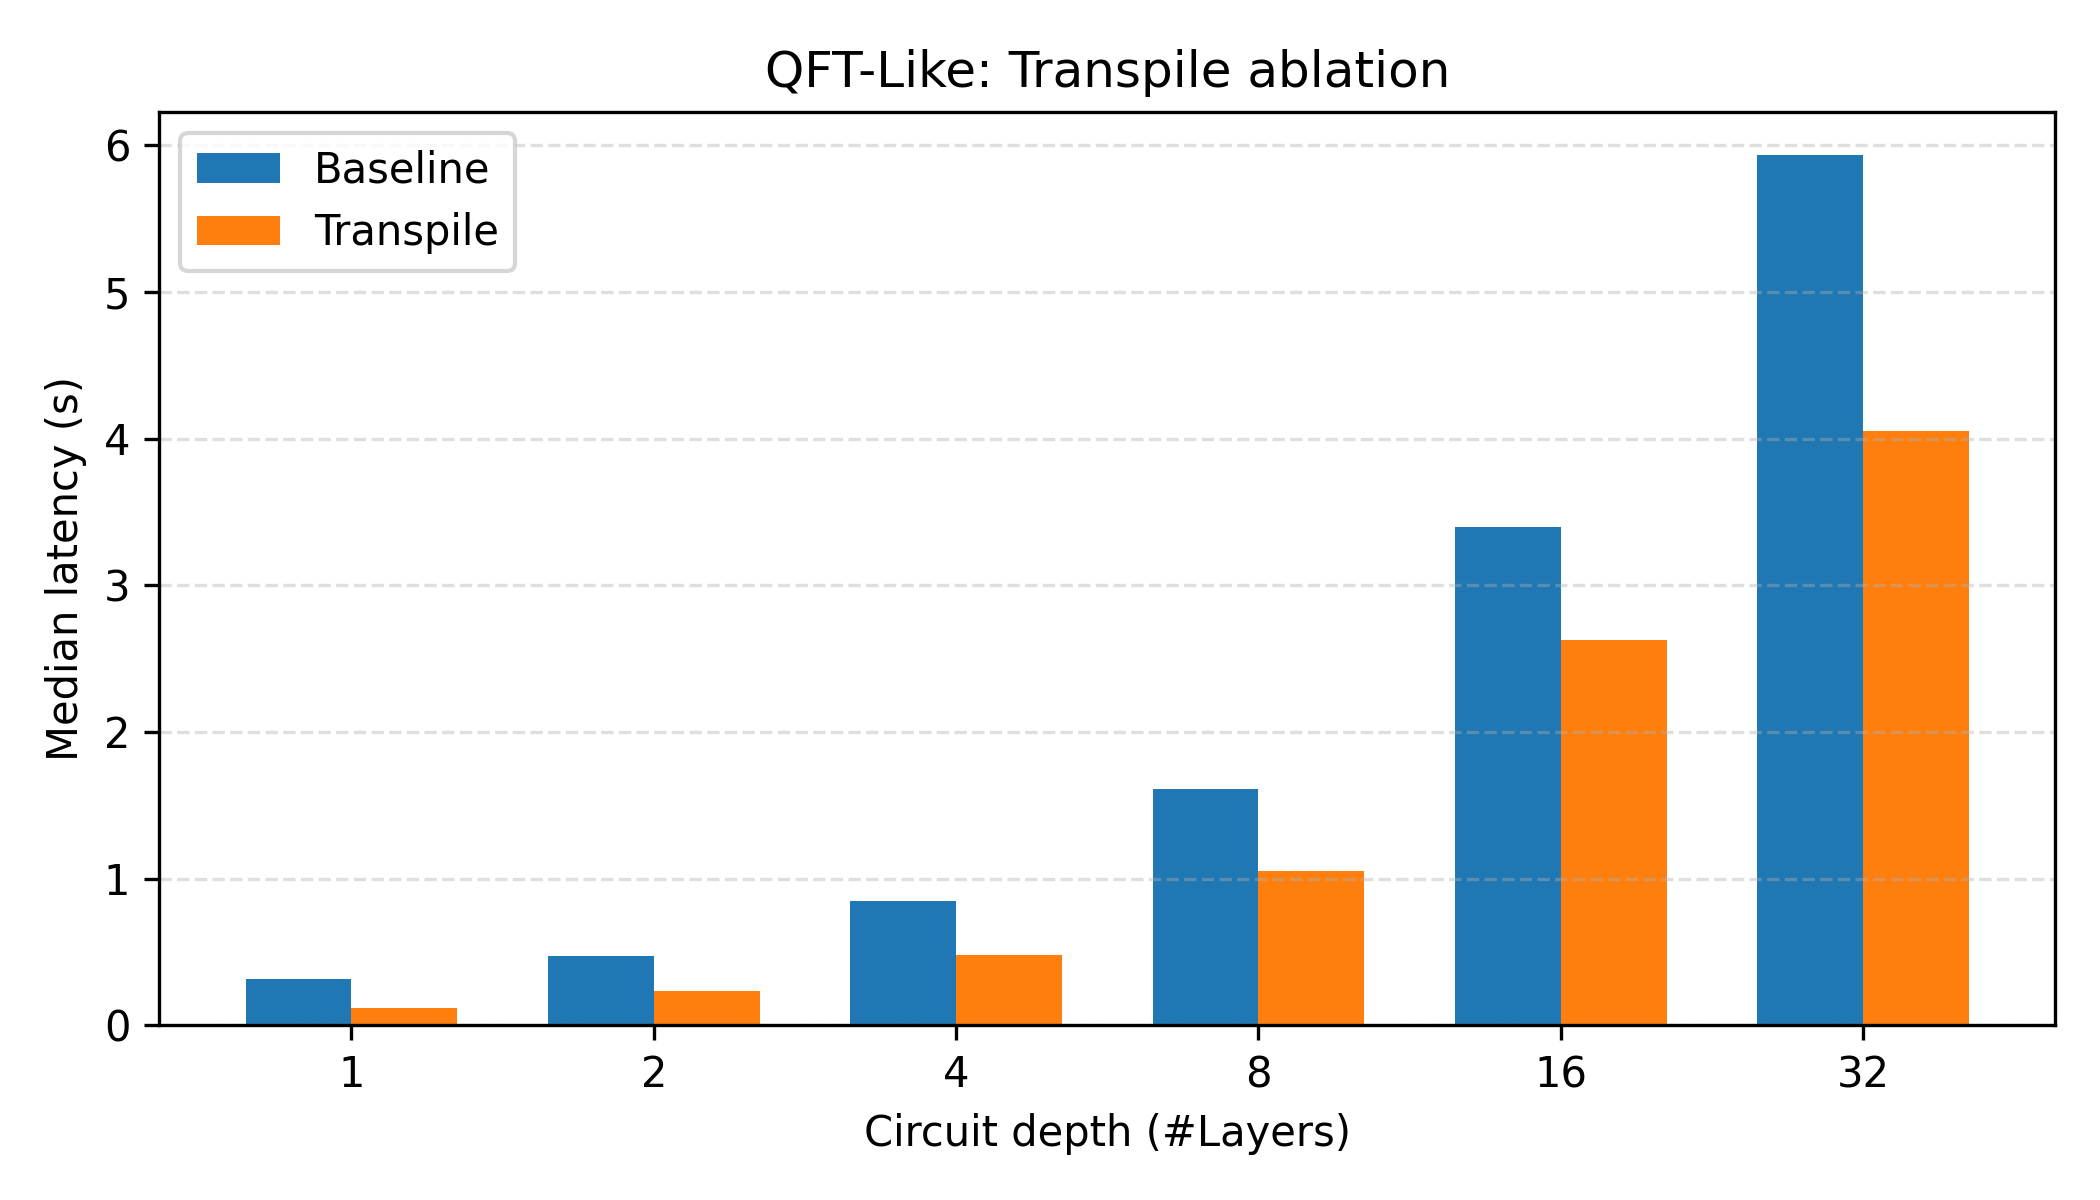 QFT-Like: Transpile ablation
Baseline
Transpile
6
5
4
3
2
1
0
Median latency (s)
1 2 4 8 16 32
Circuit depth (#Layers)